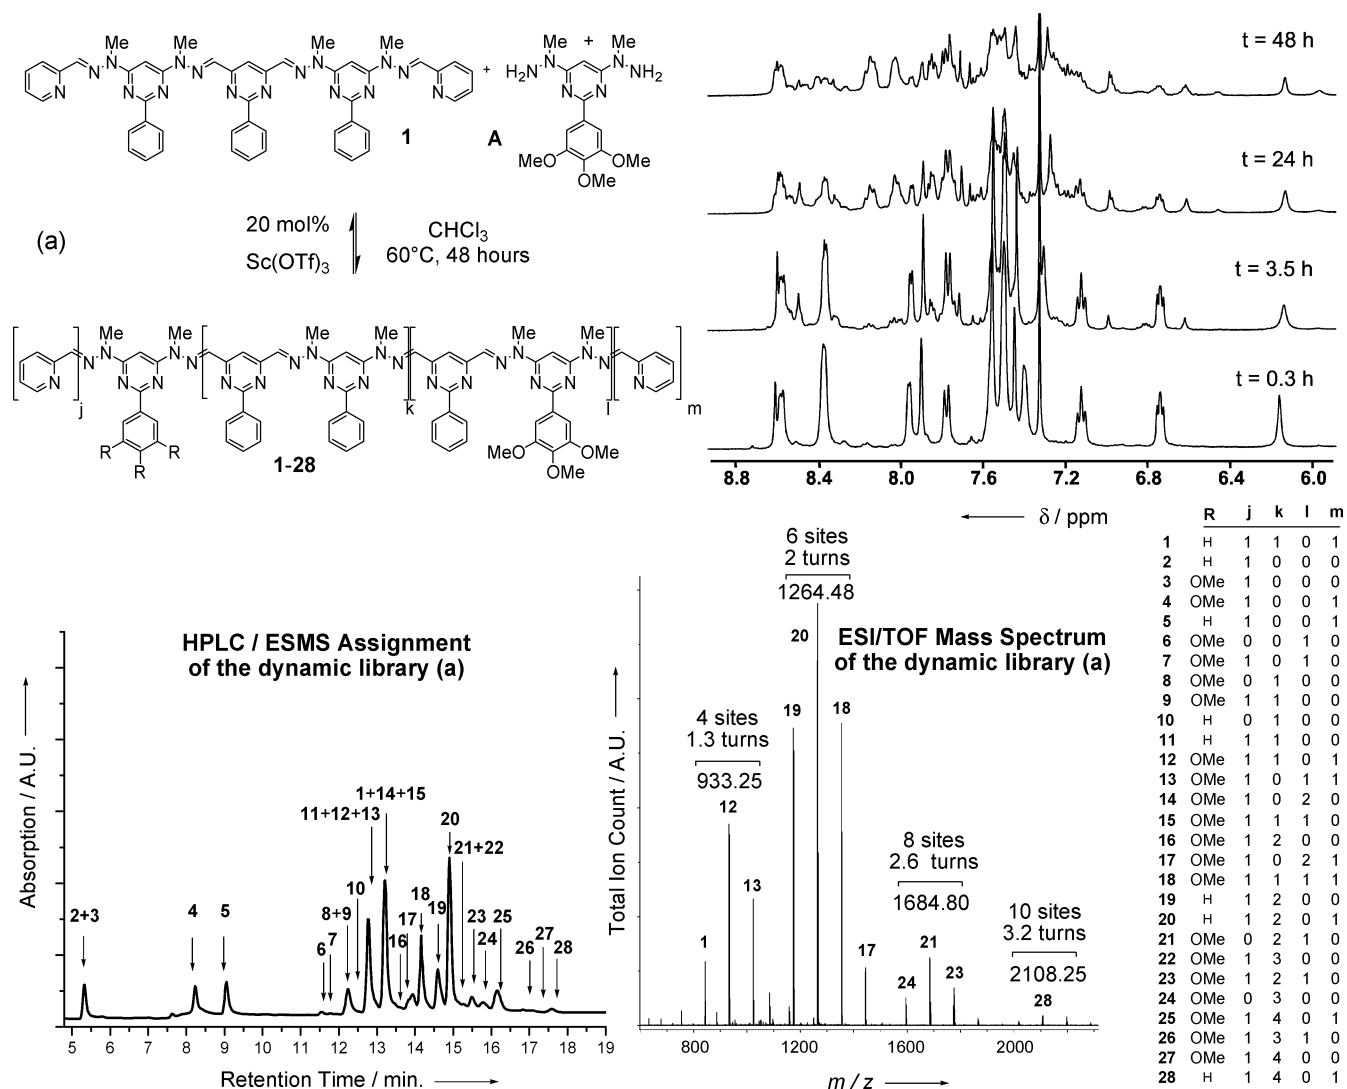 Me Me Me Me
N N N N N N N N
N N N N N N N N
1
+
Me + Me
N N
H2N NH2
N N
A
MeO OMe
OMe
(a)
20 mol%
Sc(OTf)3
CHCl3
60°C, 48 hours
Me Me Me Me Me Me
N N N N N N N N N N
N N N N N N N N N N
j k l m
R R
R
MeO OMe
OMe
1-28
t = 48 h
t = 24 h
t = 3.5 h
t = 0.3 h
8.8 8.4 8.0 7.6 7.2 6.8 6.4 6.0
δ / ppm
HPLC / ESMS Assignment
of the dynamic library (a)
Absorption / A.U.
2+3
4
5
6
7
8+9
10
11+12+13
1+14+15
16
17
18
19
20
21+22
23
24
25
26
27
28
5 6 7 8 9 10 11 12 13 14 15 16 17 18 19
Retention Time / min.
ESI/TOF Mass Spectrum
of the dynamic library (a)
Total Ion Count / A.U.
4 sites
1.3 turns
933.25
6 sites
2 turns
1264.48
8 sites
2.6 turns
1684.80
10 sites
3.2 turns
2108.25
1
12
13
19
20
18
17
24
21
23
28
800 1200 1600 2000
m / z
R j k l m
1 H 1 1 0 1
2 H 1 0 0 0
3 OMe 1 0 0 0
4 OMe 1 0 0 1
5 H 1 0 0 1
6 OMe 0 0 1 0
7 OMe 1 0 1 0
8 OMe 0 1 0 0
9 OMe 1 1 0 0
10 H 0 1 0 0
11 H 1 1 0 0
12 OMe 1 1 0 1
13 OMe 1 0 1 1
14 OMe 1 0 2 0
15 OMe 1 1 1 0
16 OMe 1 2 0 0
17 OMe 1 0 2 1
18 OMe 1 1 1 1
19 H 1 2 0 0
20 H 1 2 0 1
21 OMe 0 2 1 0
22 OMe 1 3 0 0
23 OMe 1 2 1 0
24 OMe 0 3 0 0
25 OMe 1 4 0 1
26 OMe 1 3 1 0
27 OMe 1 4 0 0
28 H 1 4 0 1